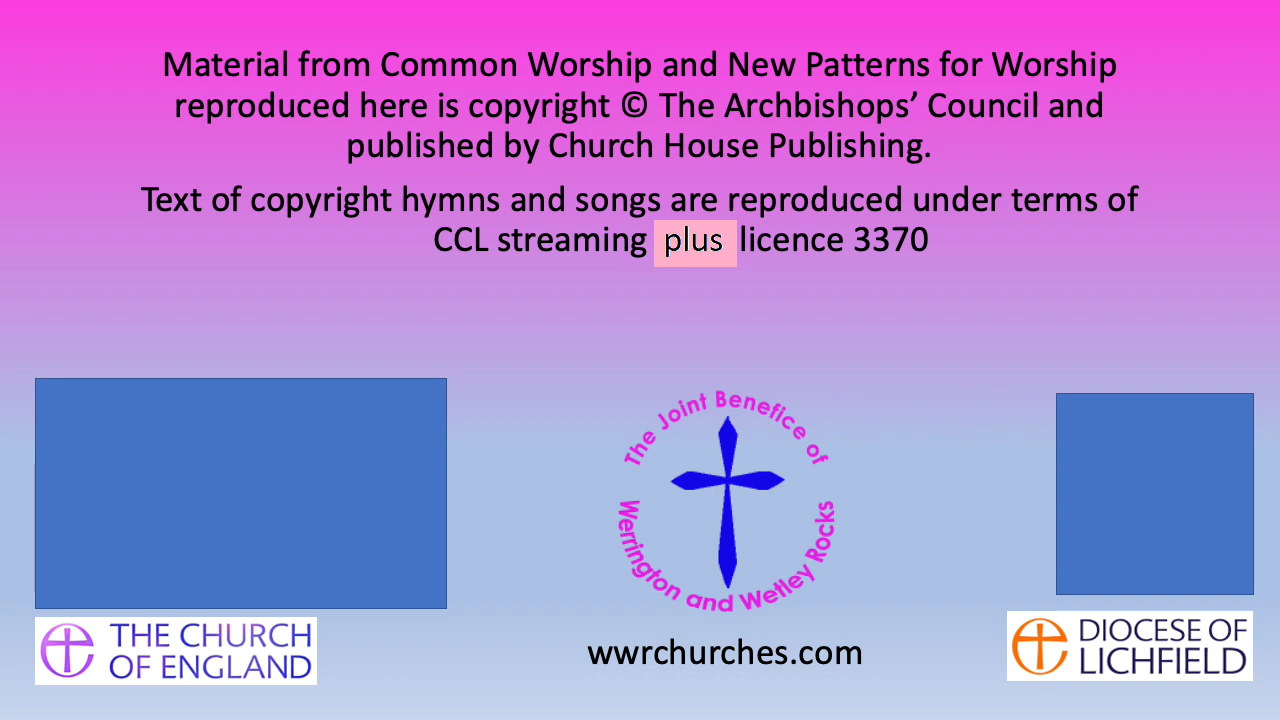 Material from Common Worship and New Patterns for Worship
reproduced here is copyright © The Archbishops’ Council and
published by Church House Publishing.
Text of copyright hymns and songs are reproduced under terms of
CCL streaming plus licence 3370
The Joint Benefice of
Werrington and Wetley Rocks
THE CHURCH
OF ENGLAND
wwrchurches.com
DIOCESE OF
LICHFIELD